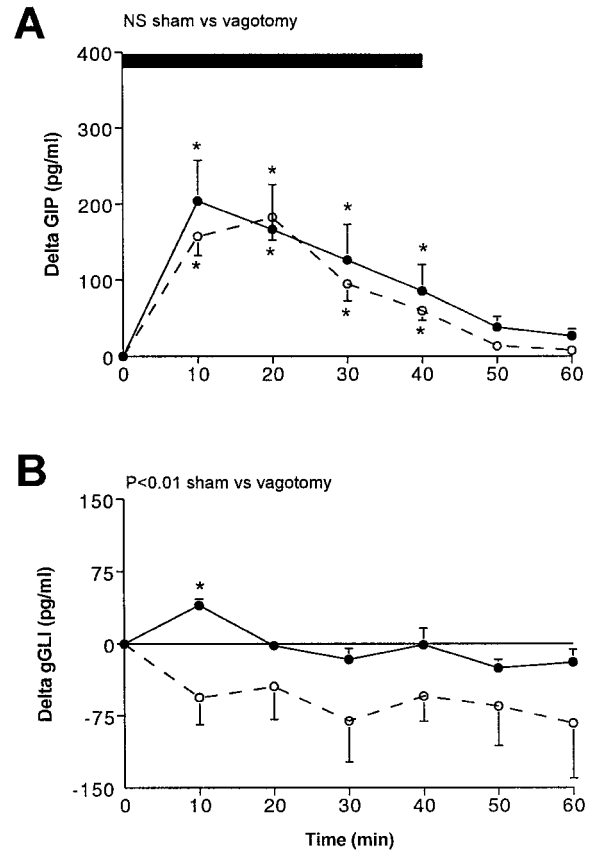 A
NS sham vs vagotomy
Delta GIP (pg/ml)
400
300
200
100
0
* * * *
* * * *
0 10 20 30 40 50 60
B
P<0.01 sham vs vagotomy
Delta gGLI (pg/ml)
150
75
0
-75
-150
*
0 10 20 30 40 50 60
Time (min)